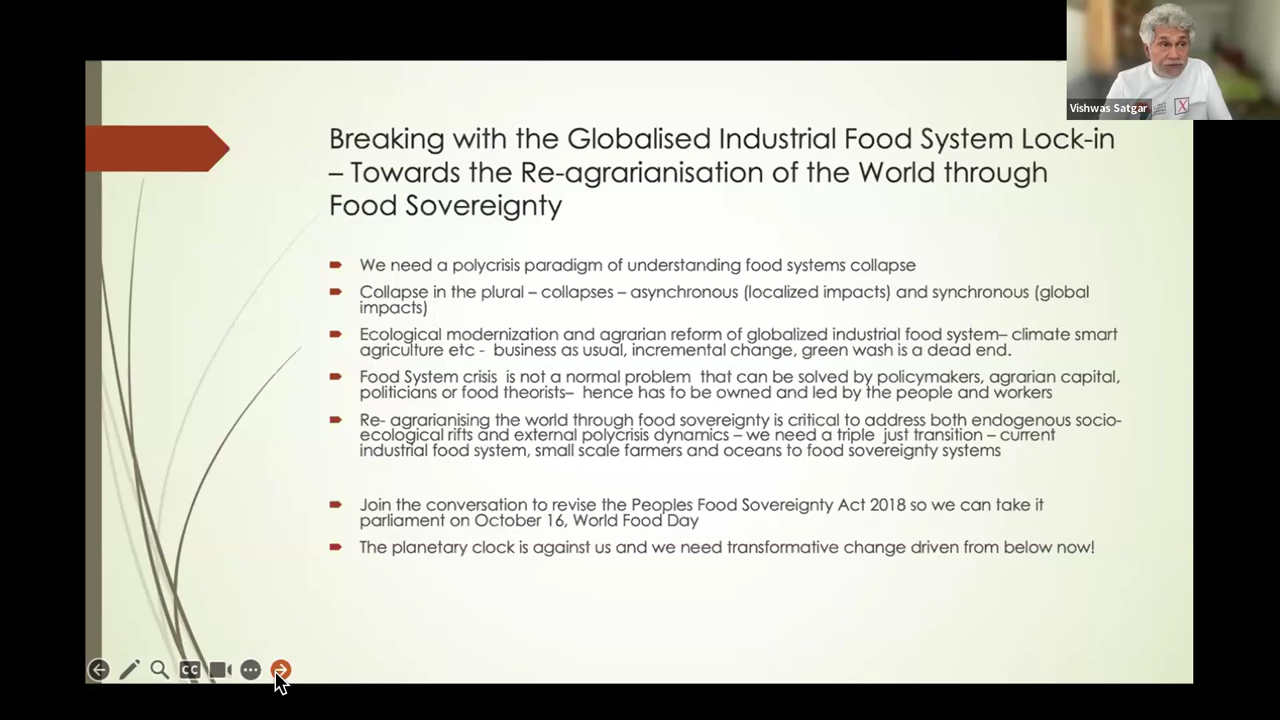 Vishwas Satgar
X
Breaking with the Globalised Industrial Food System Lock-in
– Towards the Re-agrarianisation of the World through
Food Sovereignty
We need a polycrisis paradigm of understanding food systems collapse
Collapse in the plural – collapses – asynchronous (localized impacts) and synchronous (global
impacts)
Ecological modernization and agrarian reform of globalized industrial food system– climate smart
agriculture etc - business as usual, incremental change, green wash is a dead end.
Food System crisis is not a normal problem that can be solved by policymakers, agrarian capital,
politicians or food theorists– hence has to be owned and led by the people and workers
Re- agrarianising the world through food sovereignty is critical to address both endogenous socio-
ecological rifts and external polycrisis dynamics – we need a triple just transition – current
industrial food system, small scale farmers and oceans to food sovereignty systems
Join the conversation to revise the Peoples Food Sovereignty Act 2018 so we can take it
parliament on October 16, World Food Day
The planetary clock is against us and we need transformative change driven from below now!
CC